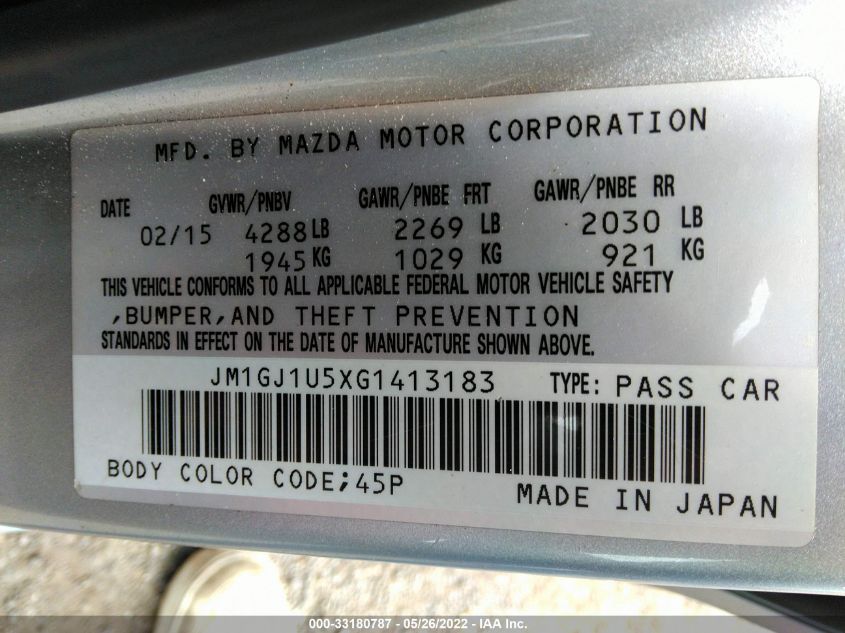 MFD. BY MAZDA MOTOR CORPORATION
DATE GVWR/PNBV GAWR/PNBE FRT GAWR/PNBE RR
02/15 4288 LB 2269 LB 2030 LB
1945 KG 1029 KG 921 KG
THIS VEHICLE CONFORMS TO ALL APPLICABLE FEDERAL MOTOR VEHICLE SAFETY
,BUMPER,AND THEFT PREVENTION
STANDARDS IN EFFECT ON THE DATE OF MANUFACTURE SHOWN ABOVE.
JM1GJ1U5XG1413183 TYPE: PASS CAR
BODY COLOR CODE;45P
MADE IN JAPAN
000-33180787 - 05/26/2022 - IAA Inc.